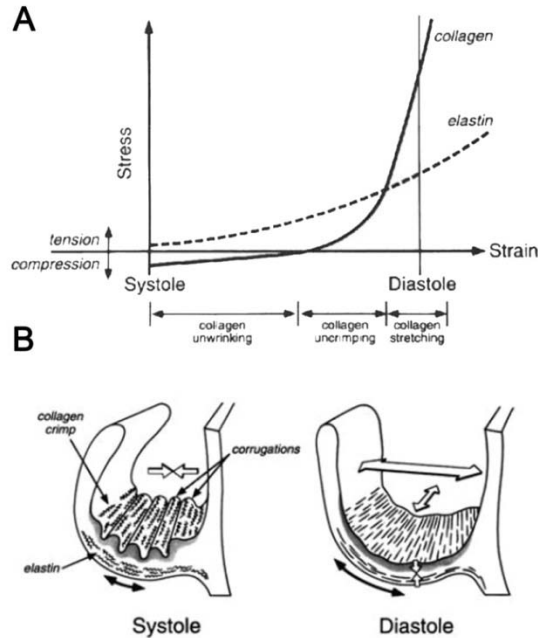 A
collagen
elastin
Stress
tension
compression
Strain
Systole
Diastole
collagen
unwrinking
collagen
uncrimping
collagen
stretching
B
collagen
crimp
corrugations
elastin
Systole
Diastole